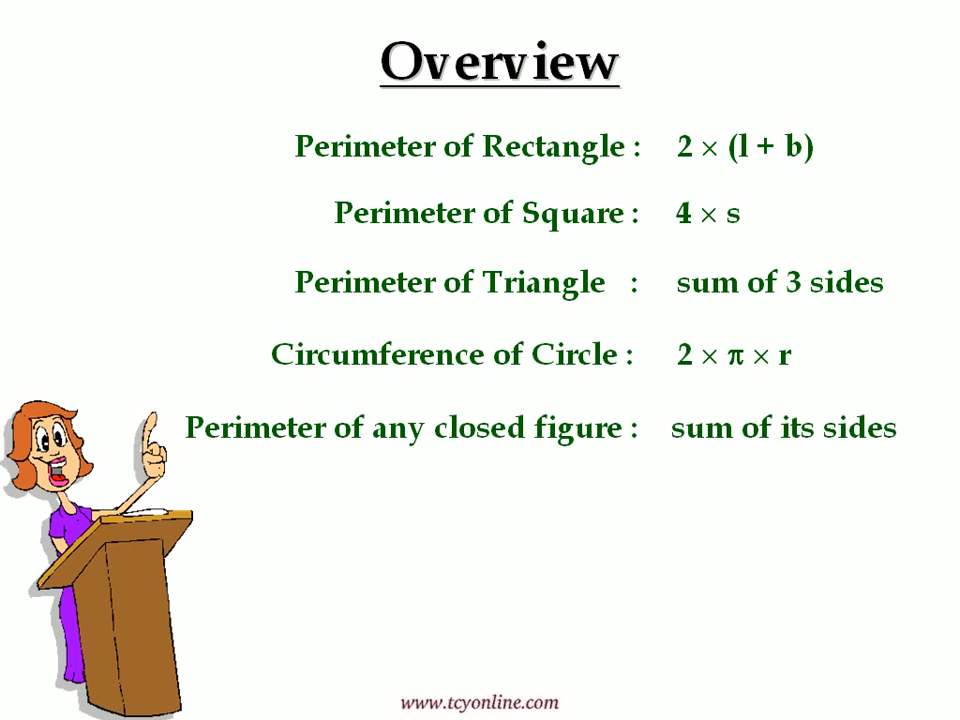 Overview
Perimeter of Rectangle : 2 × (l + b)
Perimeter of Square : 4 × s
Perimeter of Triangle : sum of 3 sides
Circumference of Circle : 2 × π × r
Perimeter of any closed figure : sum of its sides
www.tcyonline.com